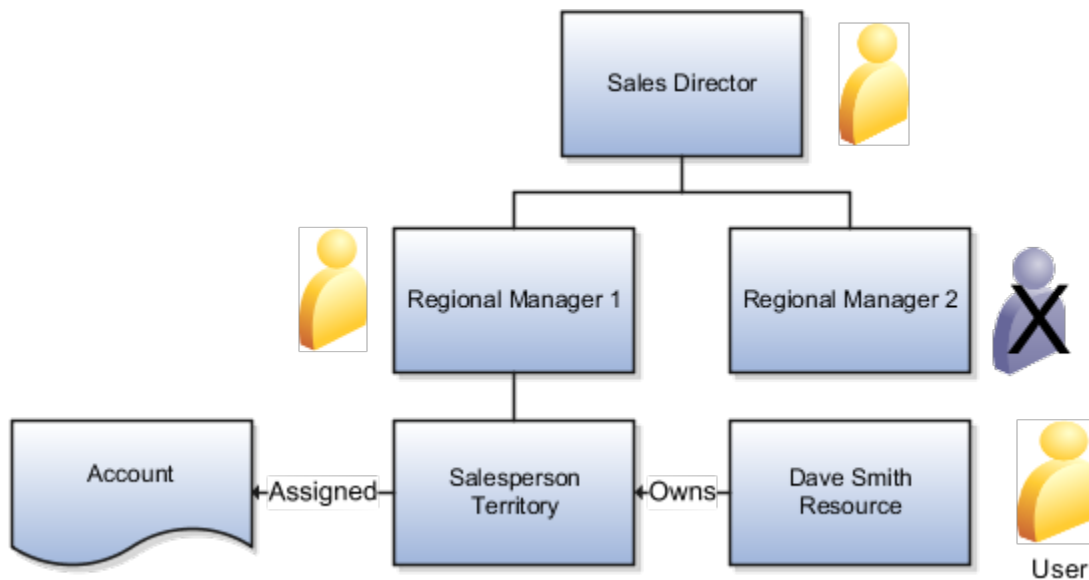 Sales Director
Regional Manager 1
Regional Manager 2
X
Account
Assigned
Salesperson
Territory
Owns
Dave Smith
Resource
User